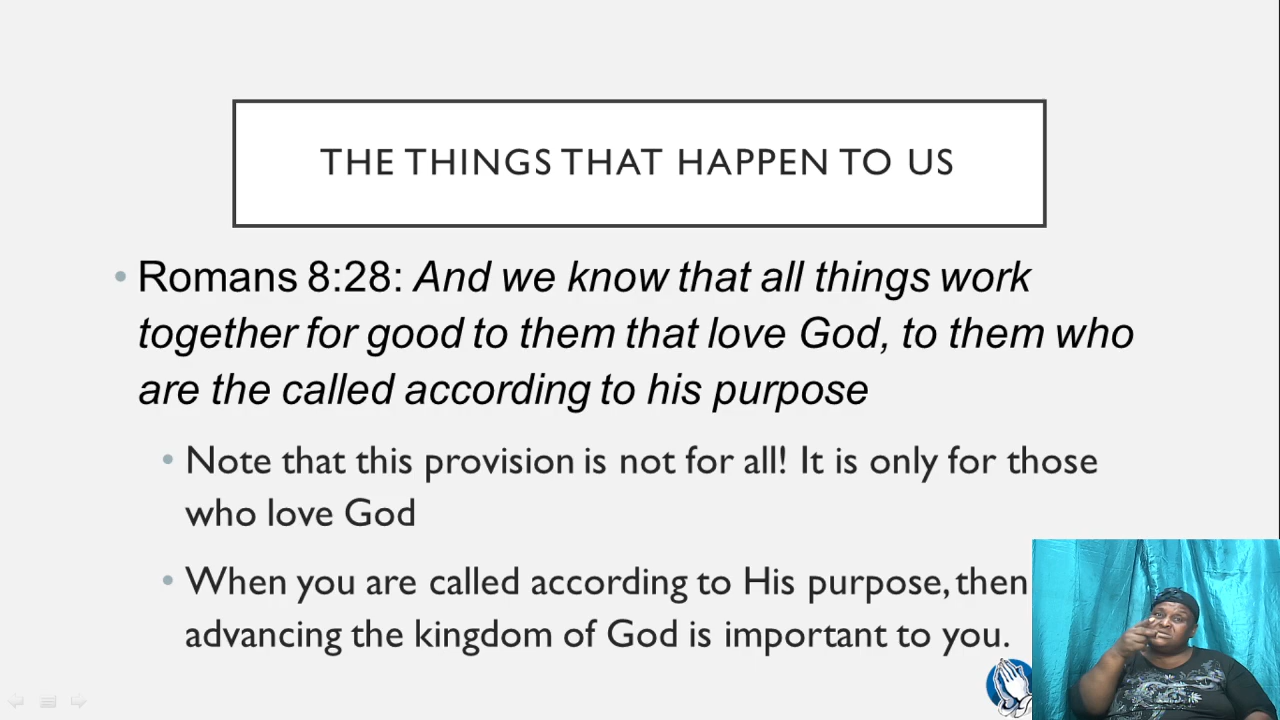 THE THINGS THAT HAPPEN TO US
• Romans 8:28: And we know that all things work
together for good to them that love God, to them who
are the called according to his purpose
• Note that this provision is not for all! It is only for those
who love God
• When you are called according to His purpose, then
advancing the kingdom of God is important to you.